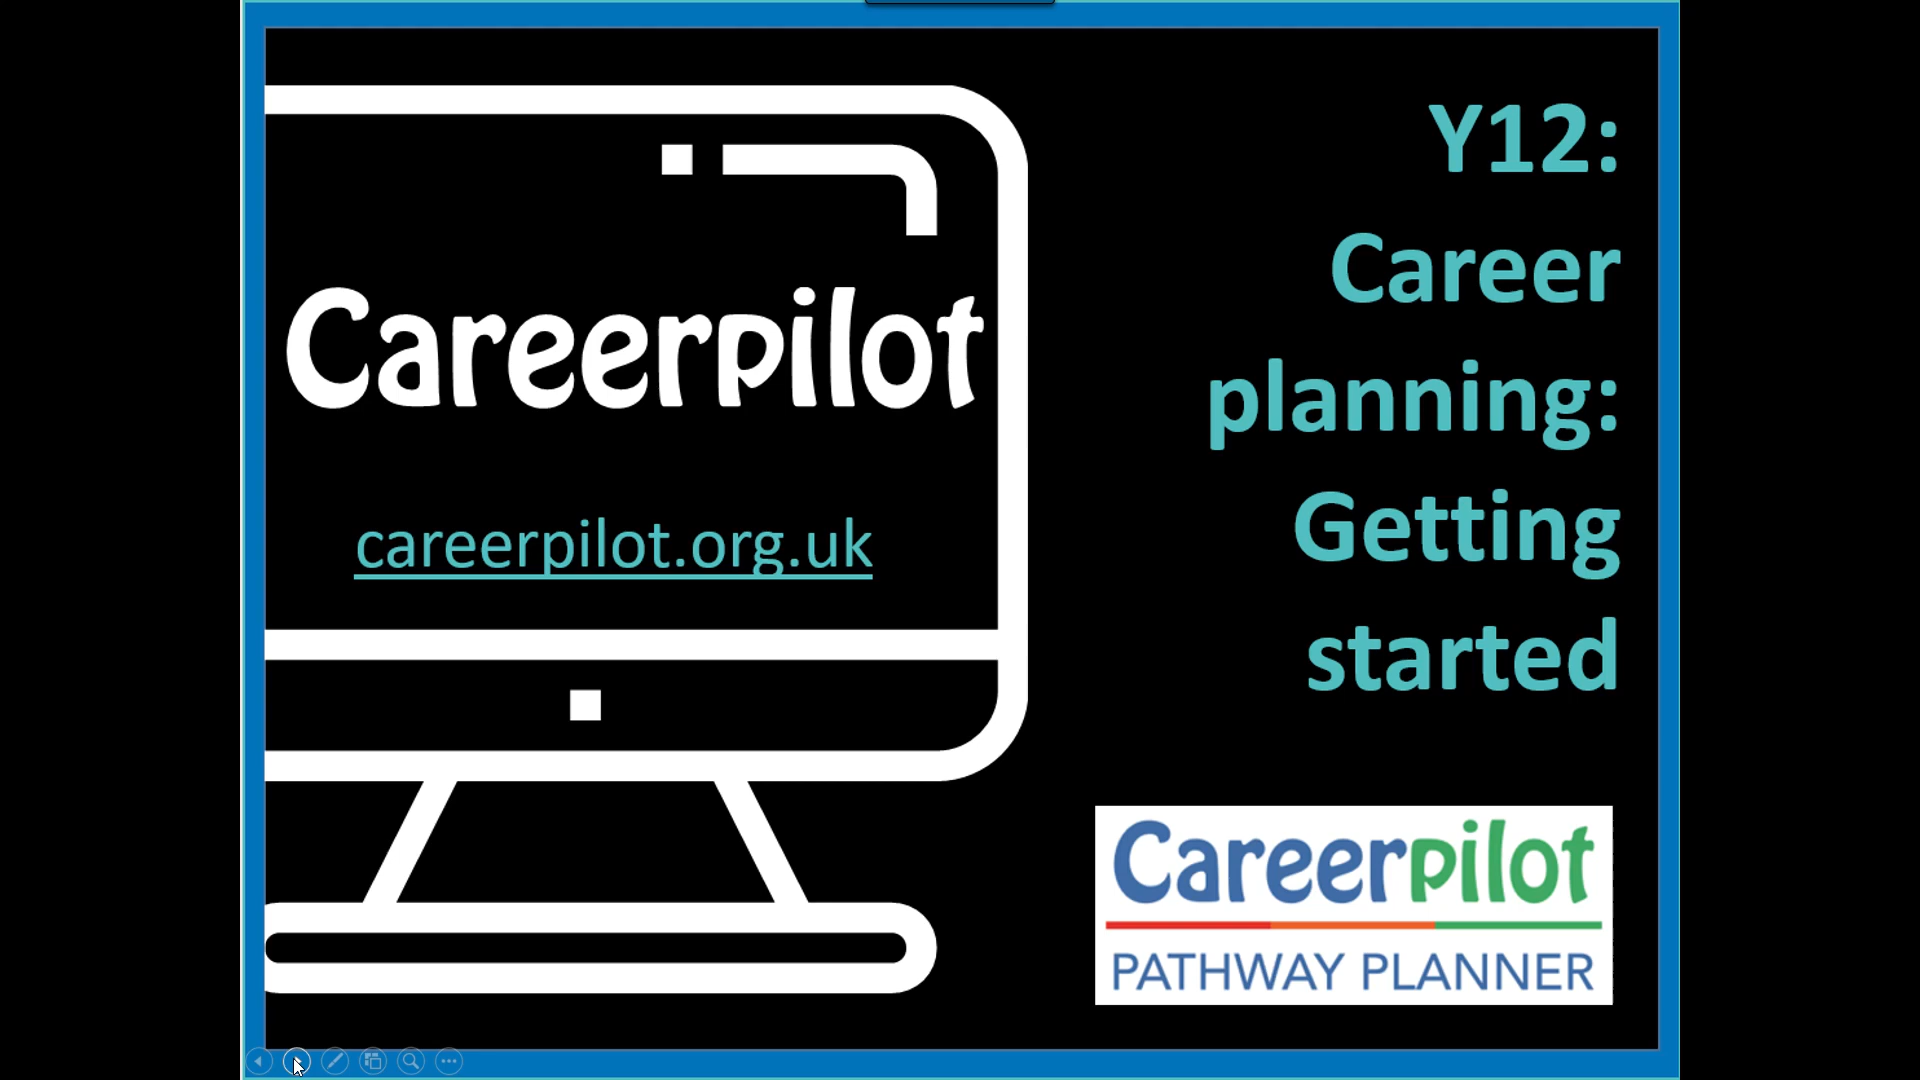 Careerpilot
careerpilot.org.uk
Y12:
Career
planning:
Getting
started
Careerpilot
PATHWAY PLANNER